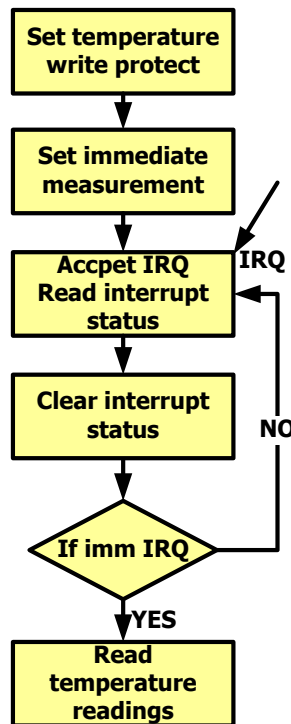 Set temperature
write protect
Set immediate
measurement
IRQ
Accpet IRQ
Read interrupt
status
Clear interrupt
status
NO
If imm IRQ
YES
Read
temperature
readings